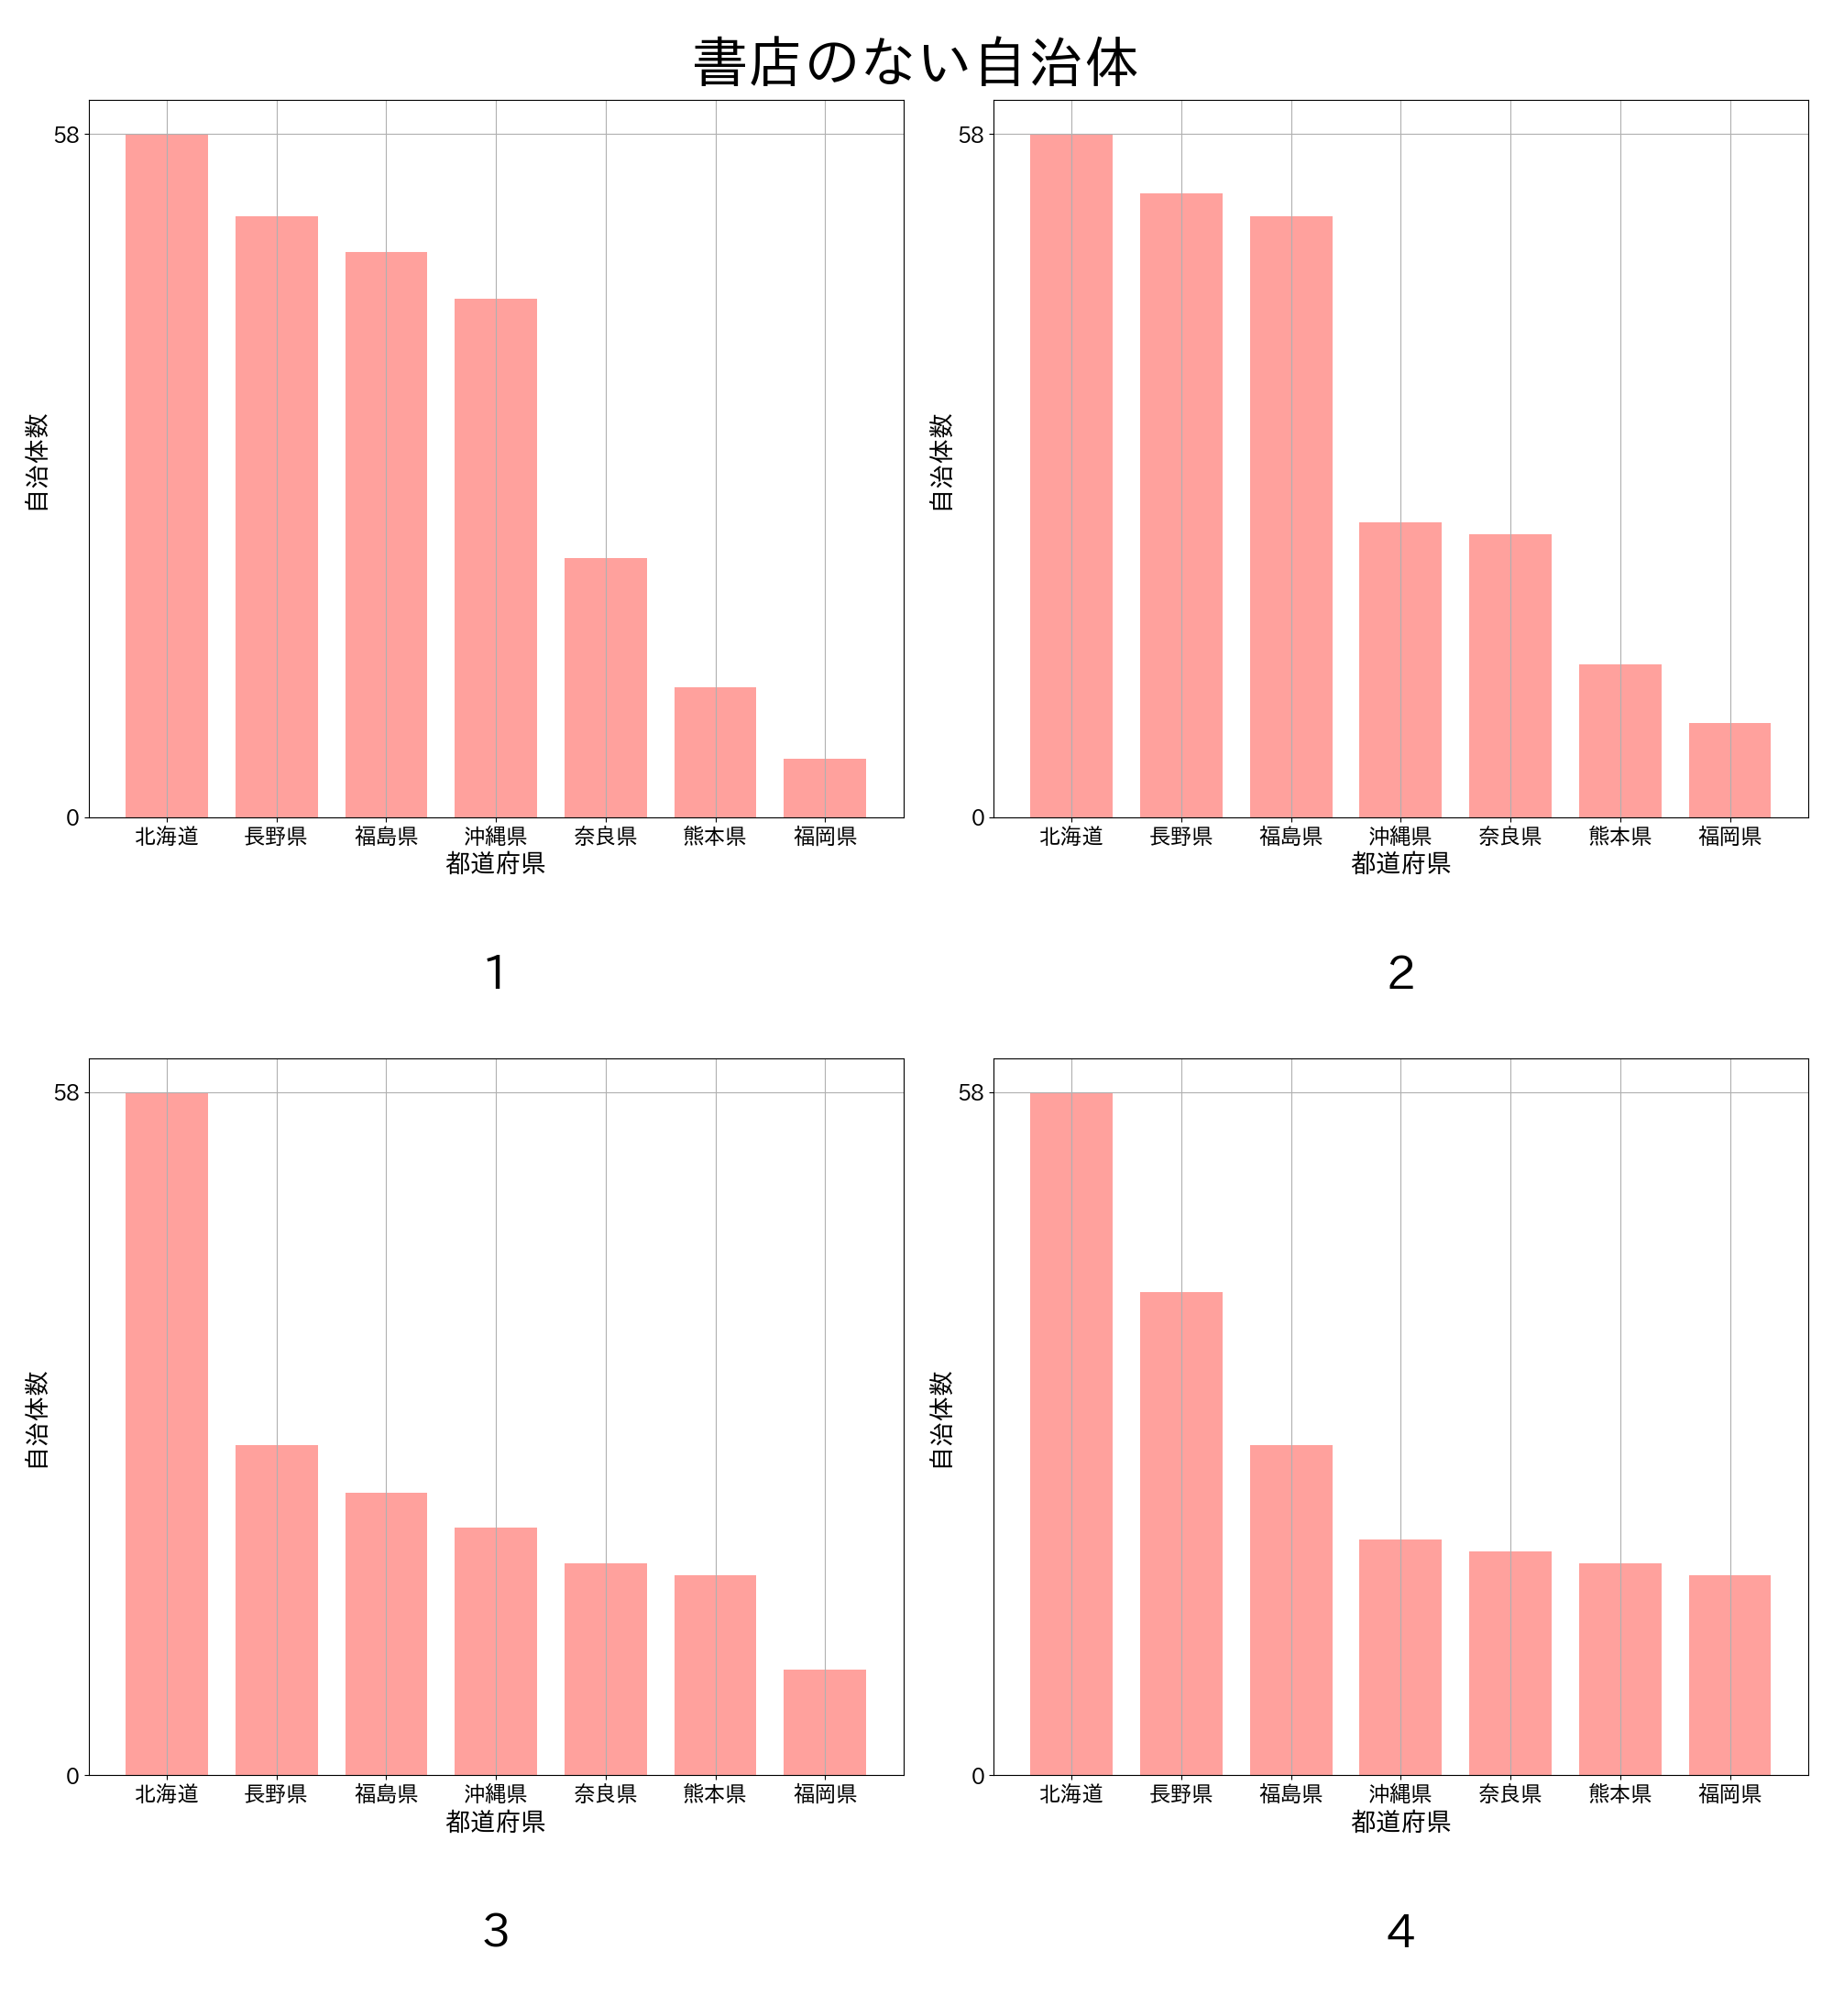 書店のない自治体
58
0
自治体数
北海道 長野県 福島県 沖縄県 奈良県 熊本県 福岡県
都道府県
1
58
0
自治体数
北海道 長野県 福島県 沖縄県 奈良県 熊本県 福岡県
都道府県
2
58
0
自治体数
北海道 長野県 福島県 沖縄県 奈良県 熊本県 福岡県
都道府県
3
58
0
自治体数
北海道 長野県 福島県 沖縄県 奈良県 熊本県 福岡県
都道府県
4